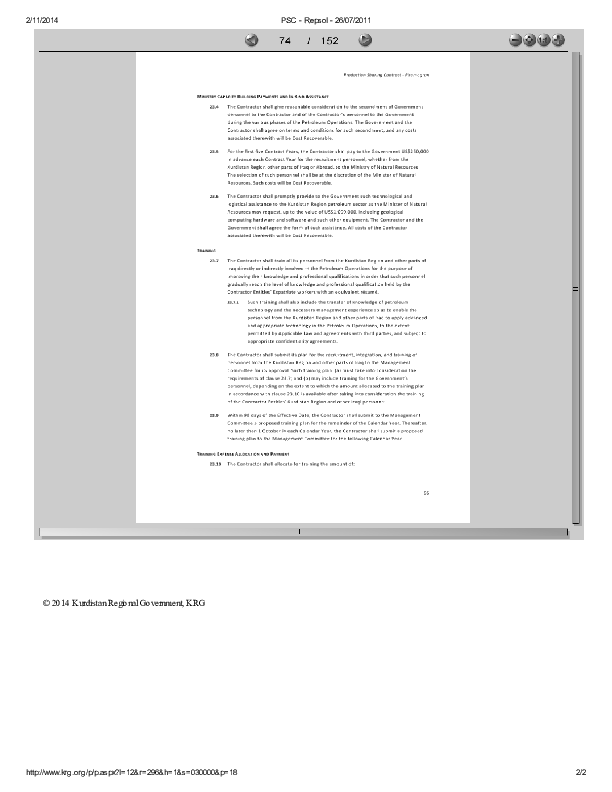 2/11/2014 PSC - Repsol - 26/07/2011
74 / 152
Production Sharing Contract -
MINISTRY CAPACITY BUILDING PAYMENTS AND IN KIND ASSISTANCE
23.4 The Contractor shall give reasonable consideration to the secondment of Government
personnel to the Contractor and of the Contractor's personnel to the Government
during the various phases of the Petroleum Operations. The Government and the
Contractor shall agree on terms and conditions for such secondment, and any costs
associated therewith will be Cost Recoverable.
23.5 For the first five Contract Years, the Contractor shall pay to the Government
in advance each Contract Year for the recruitment personnel, whether from the
Kurdistan Region, other parts of Iraq or Abroad, to the Ministry of Natural Resources.
The selection of such personnel shall be at the discretion of the Minister of Natural
Resources. Such costs will be Cost Recoverable.
23.6 The Contractor shall promptly provide to the Government such technological and
logistical assistance to the Kurdistan Region petroleum sector as the Minister of Natural
Resources may request, up to the value of including geological
computing hardware and software and such other equipment. The Contractor and the
Government shall agree the form of such assistance. All costs of the Contractor
associated therewith will be Cost Recoverable.
TRAINING
23.7 The Contractor shall train all its personnel from the Kurdistan Region and other parts of
Iraq directly or indirectly involved in the Petroleum Operations for the purpose of
improving their knowledge and professional qualifications in order that such personnel
gradually reach the level of knowledge and professional qualification held by the
Contractor Entities' Expatriate workers with an equivalent résumé.
23.7.1 Such training shall also include the transfer of knowledge of petroleum
technology and the necessary management experience so as to enable the
personnel from the Kurdistan Region and other parts of Iraq to apply advanced
and appropriate technology in the Petroleum Operations, to the extent
permitted by applicable Law and agreements with third parties, and subject to
appropriate confidentiality agreements.
23.8 The Contractor shall submit its plan for the recruitment, integration, and training of
personnel from the Kurdistan Region and other parts of Iraq to the Management
Committee for its approval. Such training plan (a) must take into consideration the
requirements of clause 23.7; and (b) may include training for the Government's
personnel, depending on the extent to which the amount allocated to the training plan
in accordance with clause 23.10 is available after taking into consideration the training
of the Contractor Entities' Kurdistan Region and other Iraqi personnel.
23.9 Within 90 days of the Effective Date, the Contractor shall submit to the Management
Committee a proposed training plan for the remainder of the Calendar Year. Thereafter,
no later than 1 October in each Calendar Year, the Contractor shall submit a proposed
training plan to the Management Committee for the following Calendar Year.
TRAINING EXPENSE ALLOCATION AND PAYMENT
23.10 The Contractor shall allocate for training the amount of:
© 2014 Kurdistan Regional Government, KRG
http://www.krg.org/p/p.aspx?l=12&r=296&h=1&s=030000&p=18 2/2